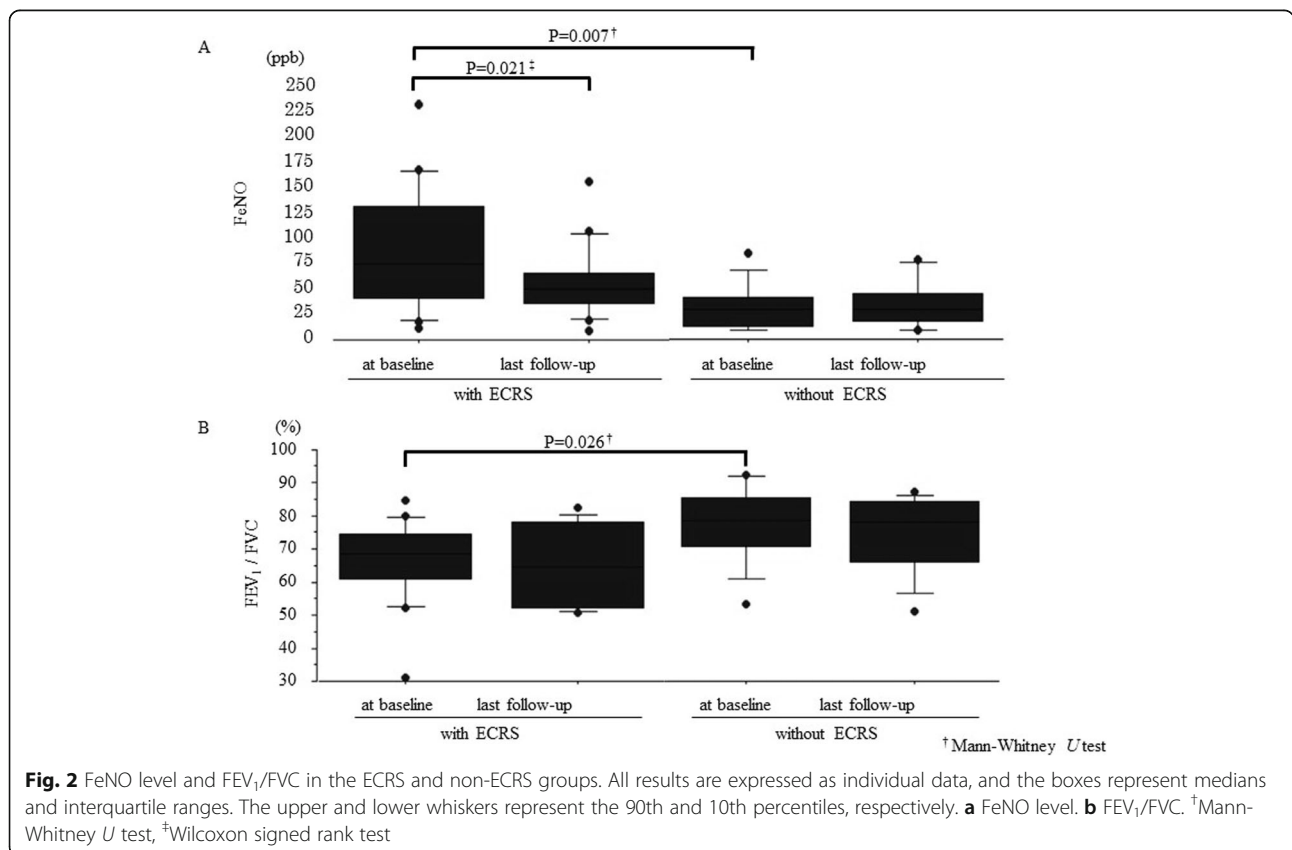 A
(ppb)
P=0.007†
P=0.021‡
250
225
200
175
150
125
100
75
50
25
0
FeNO
at baseline last follow-up at baseline last follow-up
with ECRS without ECRS
B
(%)
P=0.026†
100
90
80
70
60
50
40
30
FEV₁ / FVC
at baseline last follow-up at baseline last follow-up
with ECRS without ECRS
†Mann-Whitney U test
Fig. 2 FeNO level and FEV₁/FVC in the ECRS and non-ECRS groups. All results are expressed as individual data, and the boxes represent medians
and interquartile ranges. The upper and lower whiskers represent the 90th and 10th percentiles, respectively. a FeNO level. b FEV₁/FVC. †Mann-
Whitney U test, ‡Wilcoxon signed rank test